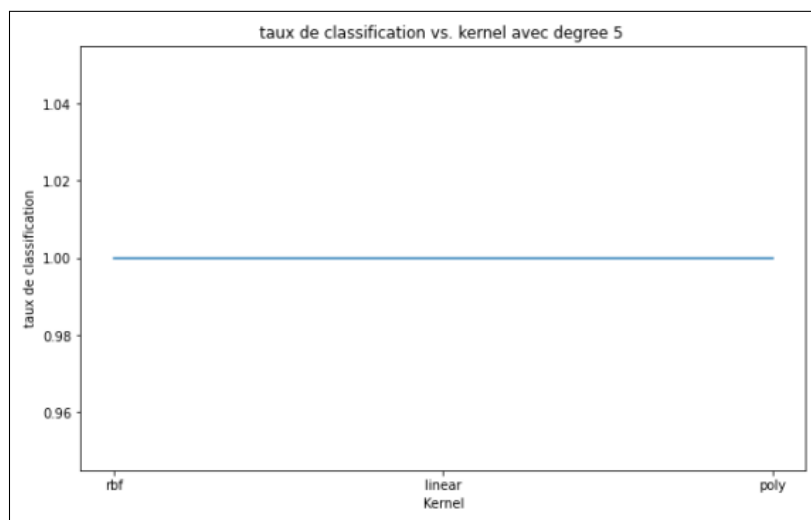 taux de classification vs. kernel avec degree 5
taux de classification
1.04
1.02
1.00
0.98
0.96
rbf linear poly
Kernel